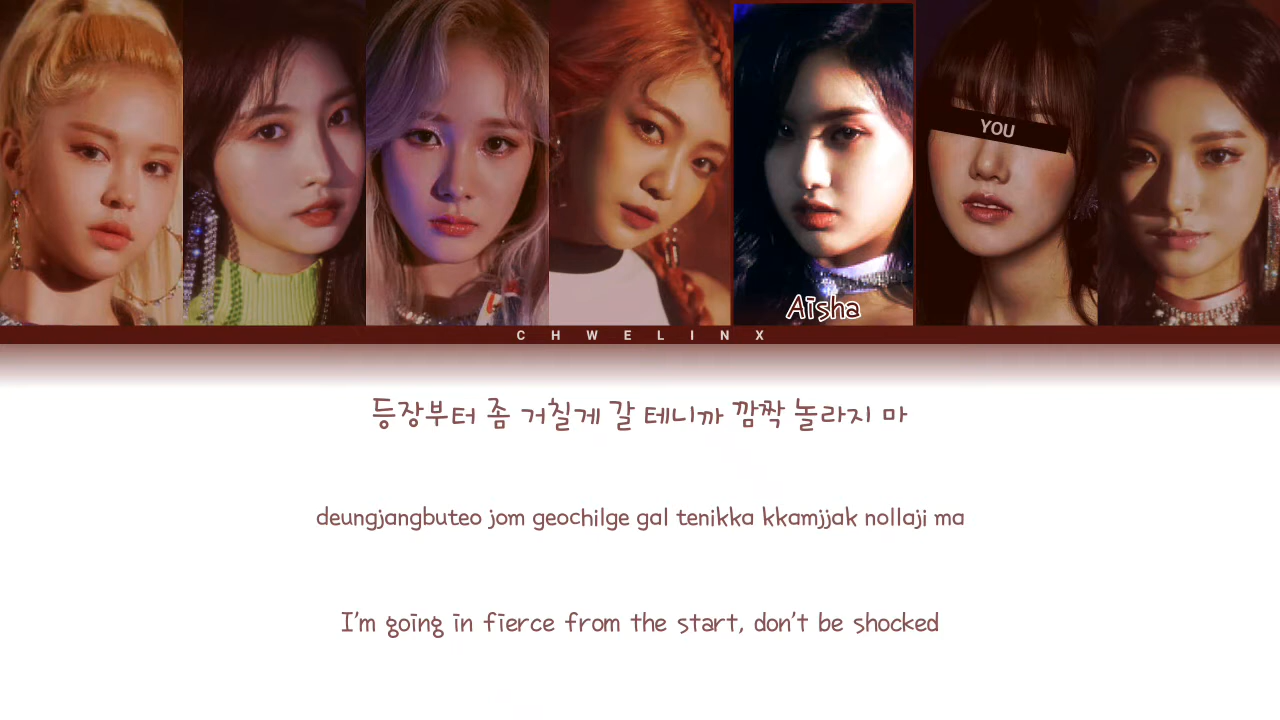 YOU
Aisha
CHWELINX
등장부터 좀 거칠게 갈 테니까 깜짝 놀라지 마
deungjangbuteo jom geochilge gal tenikka kkamjjak nollaji ma
I'm going in fierce from the start, don't be shocked